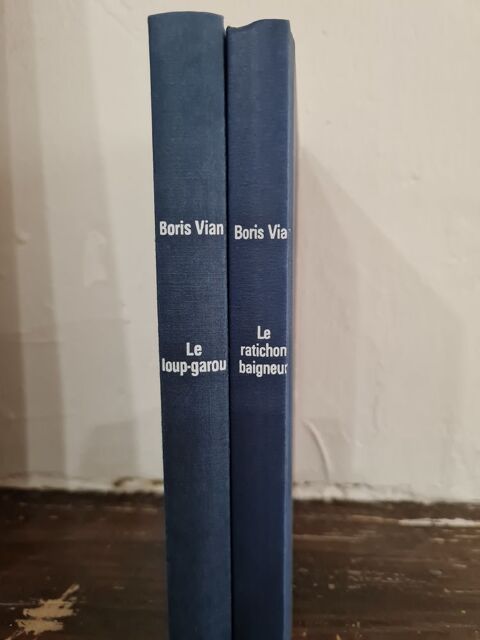 Boris Vian
Le
loup-garou
Boris Vian
Le
ratichon
baigneur